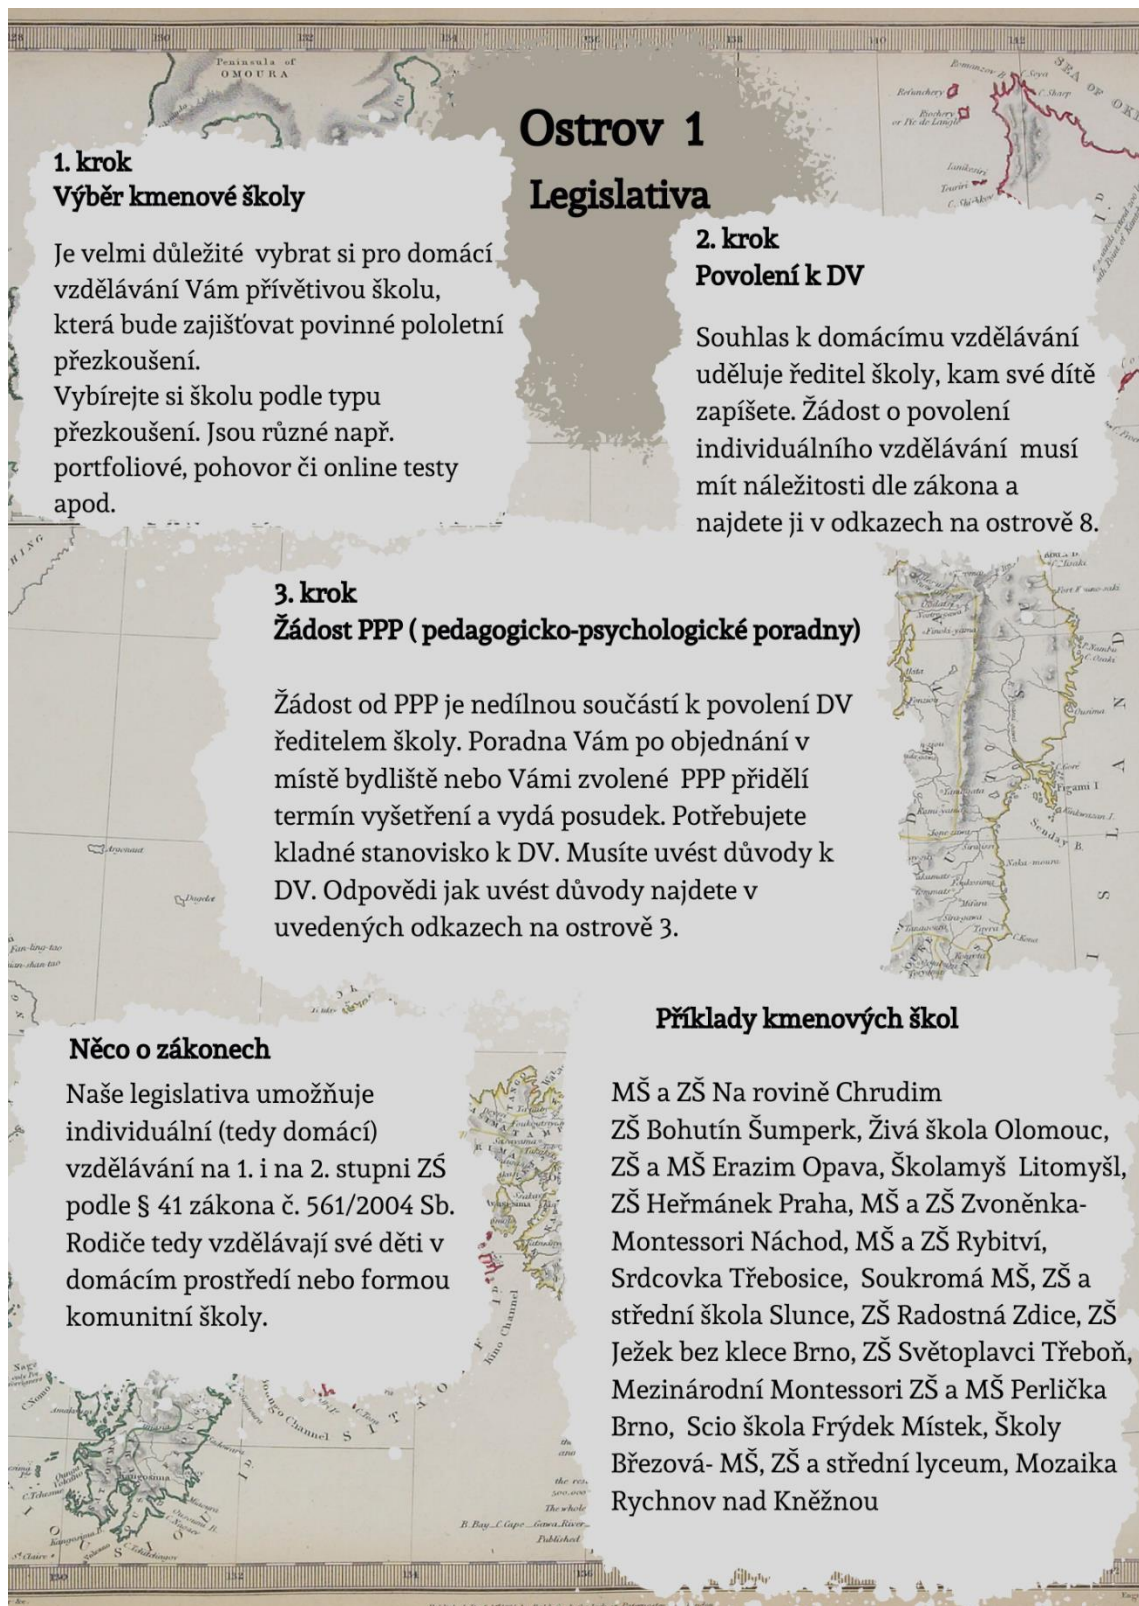 Ostrov 1
Legislativa
1. krok
Výběr kmenové školy
Je velmi důležité vybrat si pro domácí
vzdělávání Vám přívětivou školu,
která bude zajišťovat povinné pololetní
přezkoušení.
Vybírejte si školu podle typu
přezkoušení. Jsou různé např.
portfoliové, pohovor či online testy
apod.
2. krok
Povolení k DV
Souhlas k domácímu vzdělávání
uděluje ředitel školy, kam své dítě
zapíšete. Žádost o povolení
individuálního vzdělávání musí
mít náležitosti dle zákona a
najdete ji v odkazech na ostrově 8.
3. krok
Žádost PPP ( pedagogicko-psychologické poradny)
Žádost od PPP je nedílnou součástí k povolení DV
ředitelem školy. Poradna Vám po objednání v
místě bydliště nebo Vámi zvolené PPP přidělí
termín vyšetření a vydá posudek. Potřebujete
kladné stanovisko k DV. Musíte uvést důvody k
DV. Odpovědi jak uvést důvody najdete v
uvedených odkazech na ostrově 3.
Něco o zákonech
Naše legislativa umožňuje
individuální (tedy domácí)
vzdělávání na 1. i na 2. stupni ZŚ
podle § 41 zákona č. 561/2004 Sb.
Rodiče tedy vzdělávají své děti v
domácím prostředí nebo formou
komunitní školy.
Příklady kmenových škol
MŠ a ZŠ Na rovině Chrudim
ZŠ Bohutín Šumperk, Živá škola Olomouc,
ZŠ a MŠ Erazim Opava, Školamyš Litomyšl,
ZŠ Heřmánek Praha, MŠ a ZŠ Zvoněnka-
Montessori Náchod, MŠ a ZŠ Rybitví,
Srdcovka Třebosice, Soukromá MŠ, ZŠ a
střední škola Slunce, ZŠ Radostná Zdice, ZŠ
Ježek bez klece Brno, ZŠ Světoplavci Třeboň,
Mezinárodní Montessori ZŠ a MŠ Perlička
Brno, Scio škola Frýdek Místek, Školy
Březová- MŠ, ZŠ a střední lyceum, Mozaika
Rychnov nad Kněžnou
Peninsula of
OMOURA
Argonaut
Dagelet